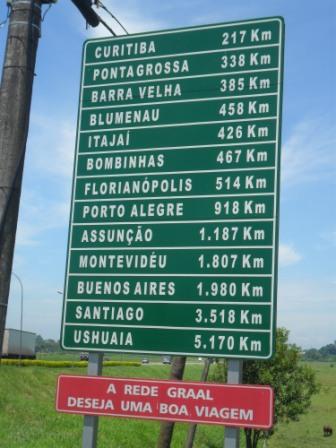 CURITIBA 217 Km
PONTAGROSSA 338 Km
BARRA VELHA 385 Km
BLUMENAU 458 Km
ITAJAÍ 426 Km
BOMBINHAS 467 Km
FLORIANÓPOLIS 514 Km
PORTO ALEGRE 918 Km
ASSUNÇÃO 1.187 Km
MONTEVIDÉU 1.807 Km
BUENOS AIRES 1.980 Km
SANTIAGO 3.518 Km
USHUAIA 5.170 Km
A REDE GRAAL
DESEJA UMA BOA VIAGEM